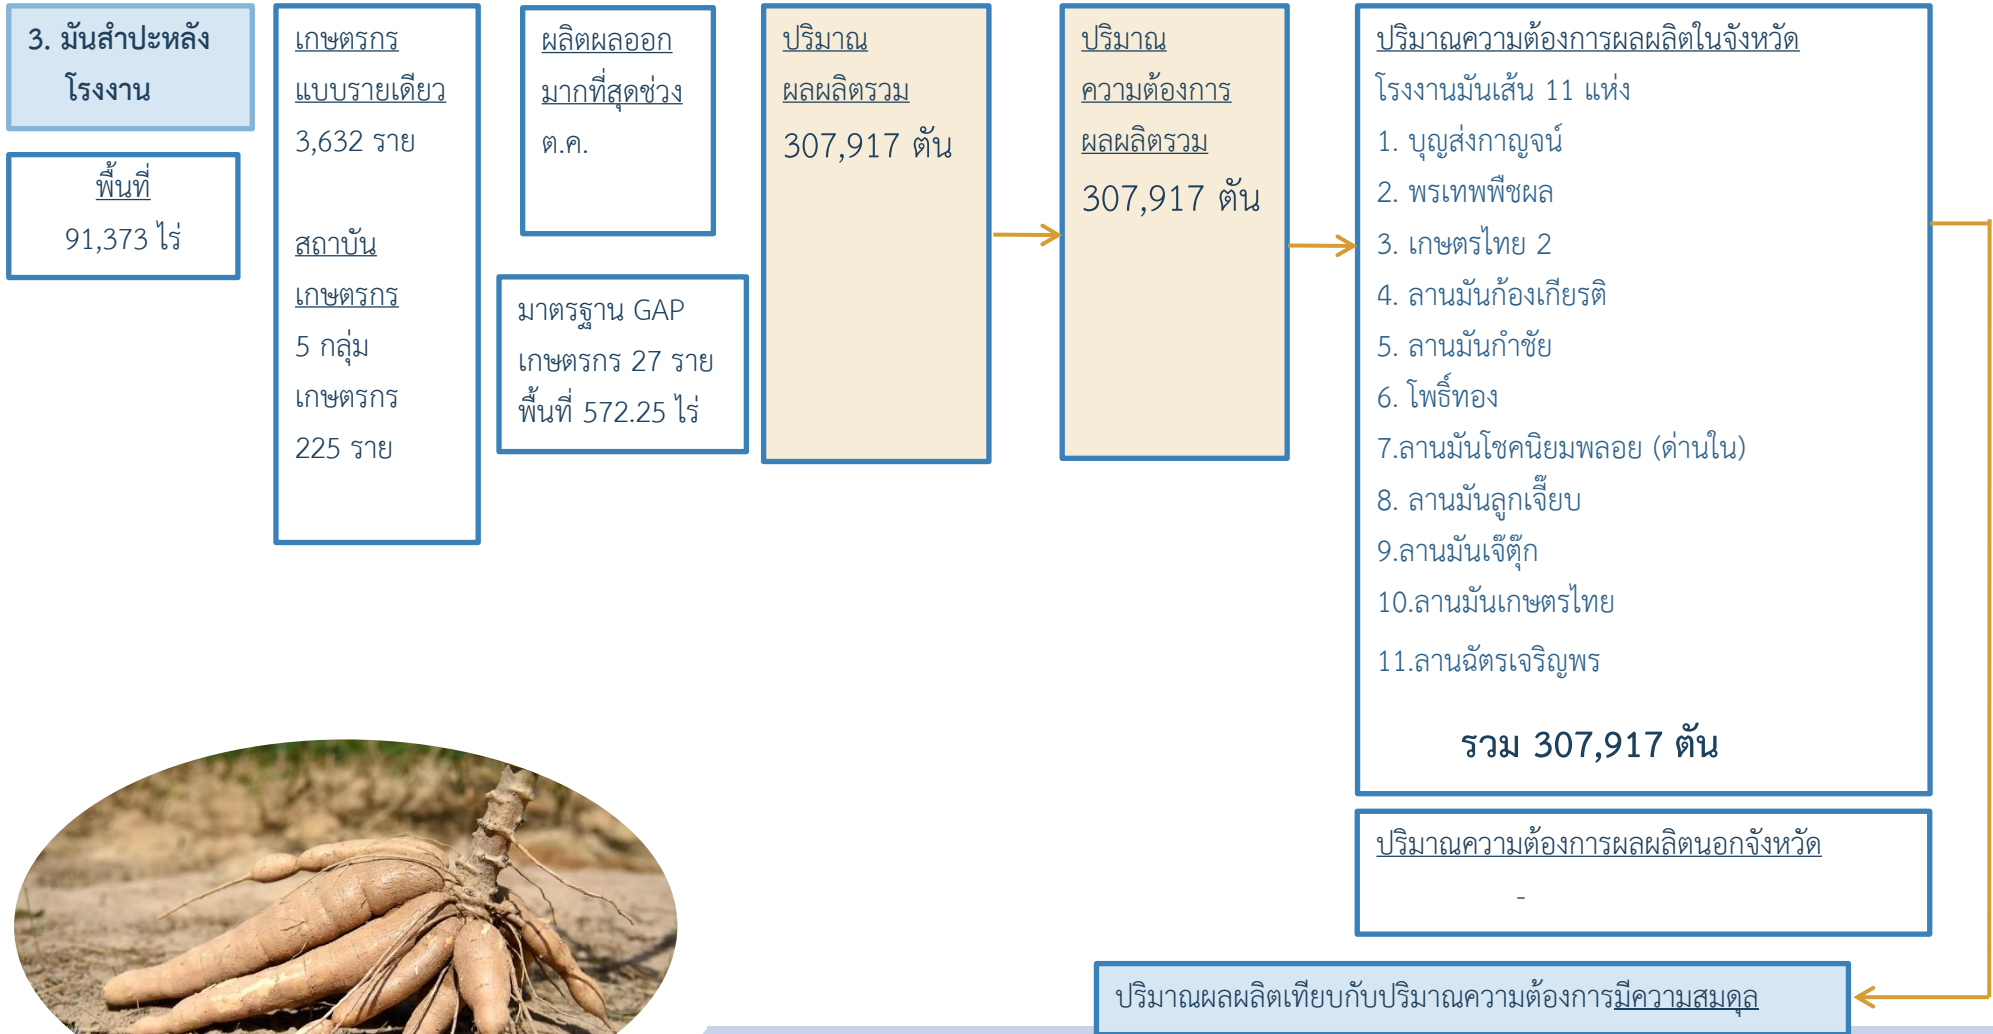 3. มันสำปะหลัง
โรงงาน
พื้นที่
91,373 ไร่
เกษตรกร
แบบรายเดียว
3,632 ราย
สถาบัน
เกษตรกร
5 กลุ่ม
เกษตรกร
225 ราย
ผลิตผลออก
มากที่สุดช่วง
ต.ค.
มาตรฐาน GAP
เกษตรกร 27 ราย
พื้นที่ 572.25 ไร่
ปริมาณ
ผลผลิตรวม
307,917 ตัน
ปริมาณ
ความต้องการ
ผลผลิตรวม
307,917 ตัน
ปริมาณความต้องการผลผลิตในจังหวัด
โรงงานมันเส้น 11 แห่ง
1. บุญส่งกาญจน์
2. พรเทพพืชผล
3. เกษตรไทย 2
4. ลานมันก้องเกียรติ
5. ลานมันกำชัย
6. โพธิ์ทอง
7.ลานมันโชคนิยมพลอย (ด่านใน)
8. ลานมันลูกเจี๊ยบ
9.ลานมันเจ๊ตุ๊ก
10.ลานมันเกษตรไทย
11.ลานฉัตรเจริญพร
รวม 307,917 ตัน
ปริมาณความต้องการผลผลิตนอกจังหวัด
-
ปริมาณผลผลิตเทียบกับปริมาณความต้องการมีความสมดุล